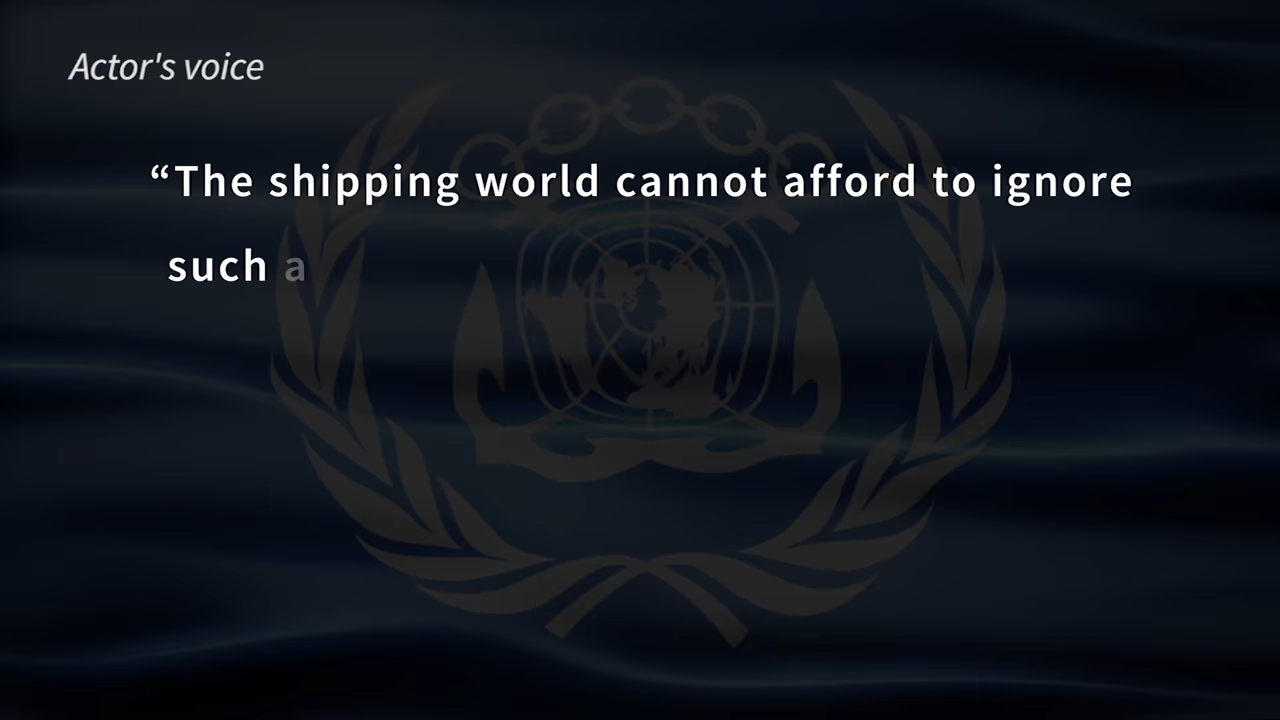 Actor's voice
“The shipping world cannot afford to ignore
such a